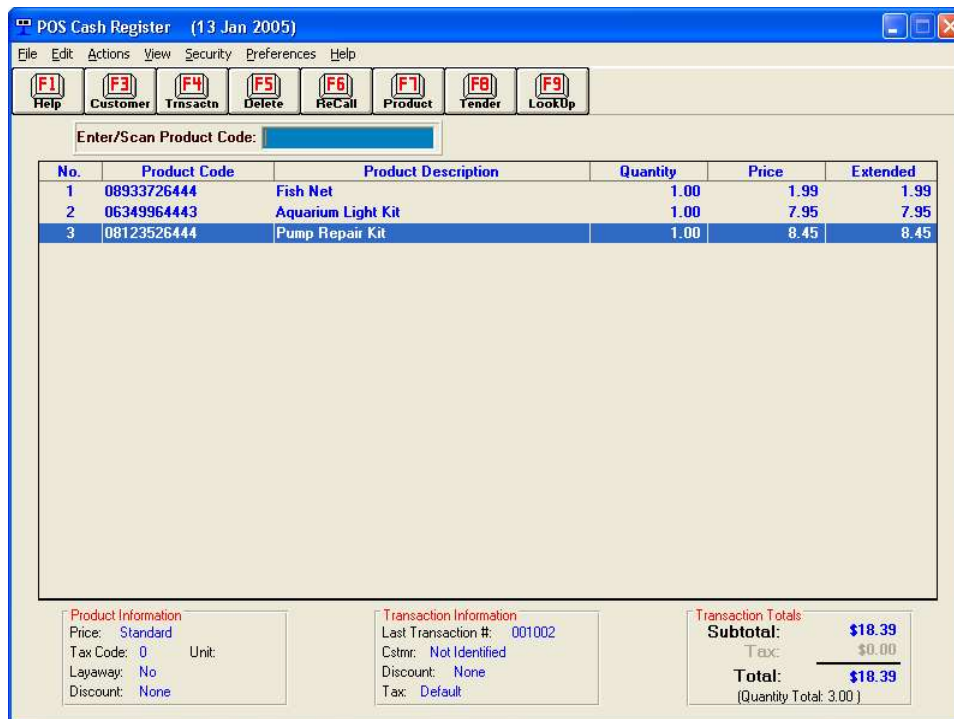 POS Cash Register (13 Jan 2005)
File Edit Actions View Security Preferences Help
F1 F3 F4 F5 F6 F7 F8 F9
Help Customer Trnsactn Delete ReCall Product Tender LookUp
Enter/Scan Product Code:
No. Product Code Product Description Quantity Price Extended
1 08933726444 Fish Net 1.00 1.99 1.99
2 06349964443 Aquarium Light Kit 1.00 7.95 7.95
3 08123526444 Pump Repair Kit 1.00 8.45 8.45
Product Information
Price: Standard
Tax Code: 0 Unit:
Layaway: No
Discount: None
Transaction Information
Last Transaction #: 001002
Cstmr: Not Identified
Discount: None
Tax: Default
Transaction Totals
Subtotal: $18.39
Tax: $0.00
Total: $18.39
(Quantity Total: 3.00 )